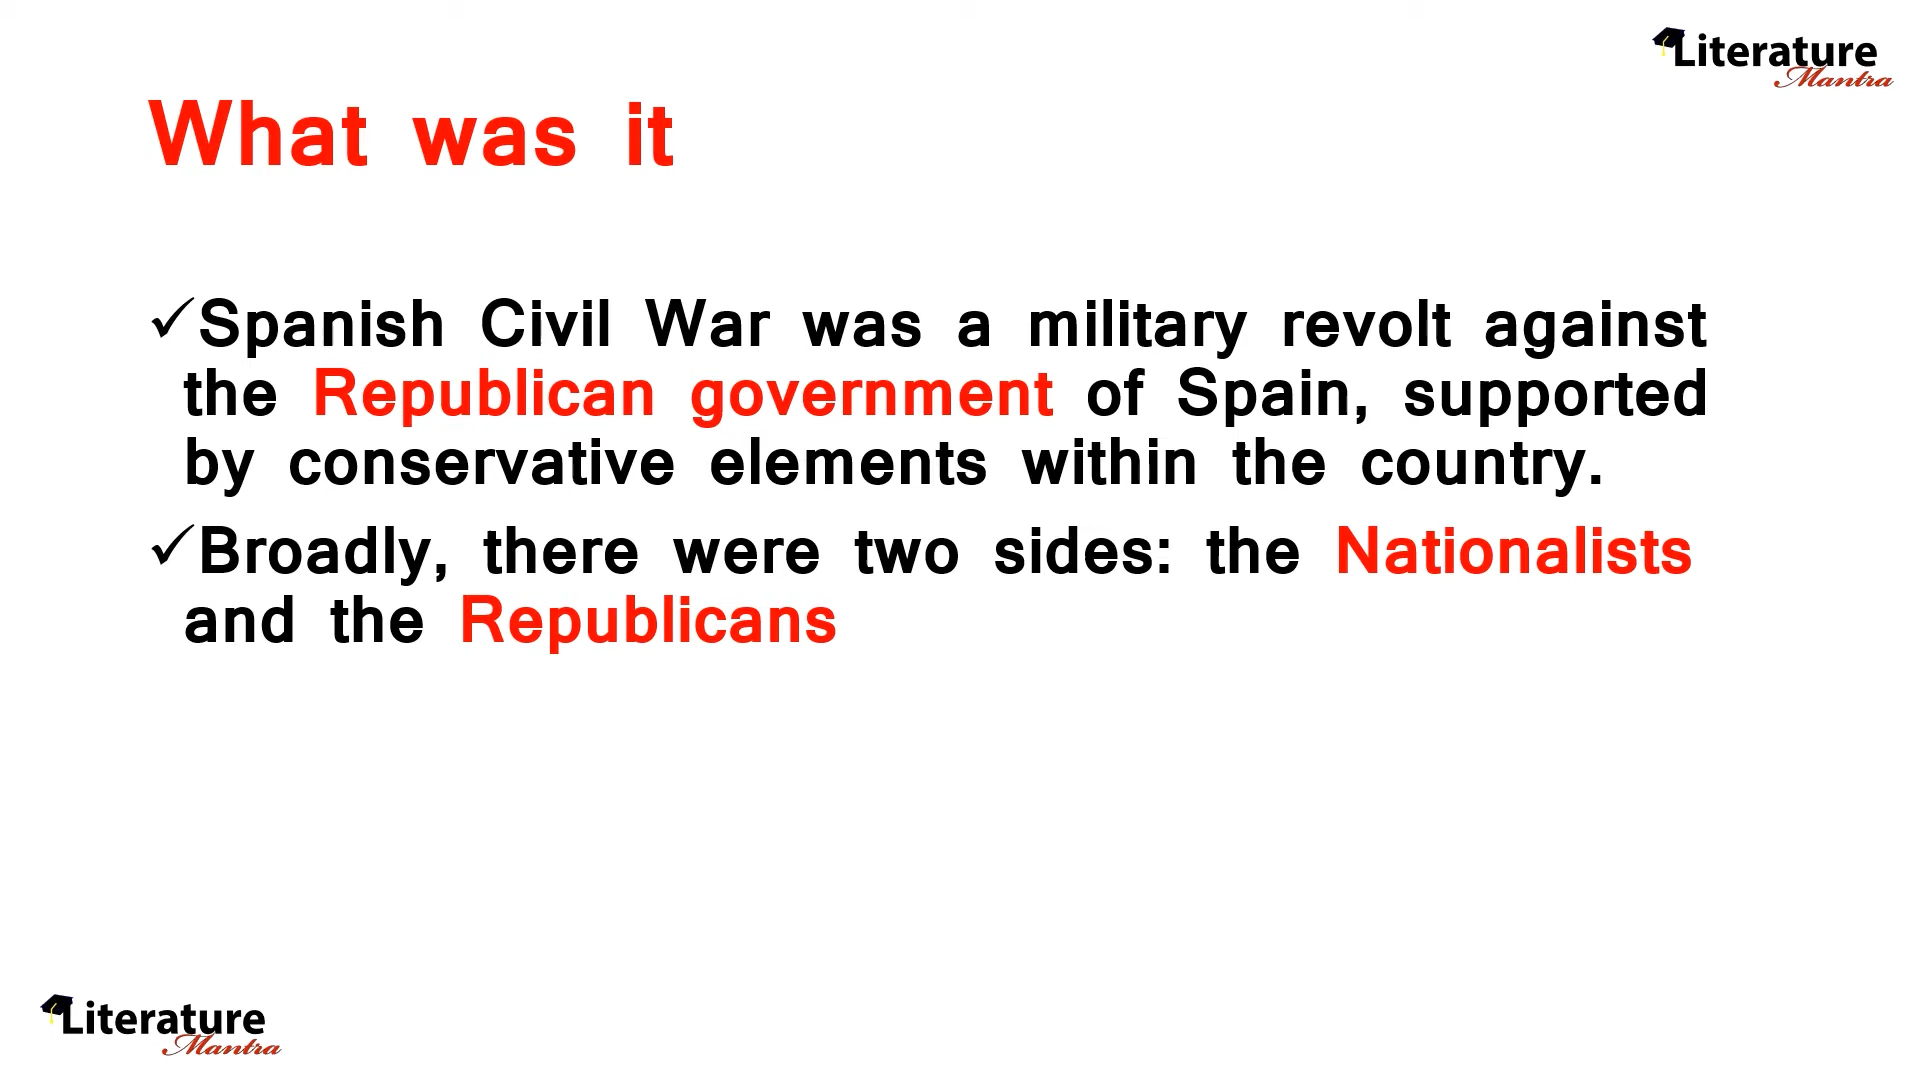 Literature
Mantra
What was it
✓Spanish Civil War was a military revolt against
the Republican government of Spain, supported
by conservative elements within the country.
✓Broadly, there were two sides: the Nationalists
and the Republicans
Literature
Mantra